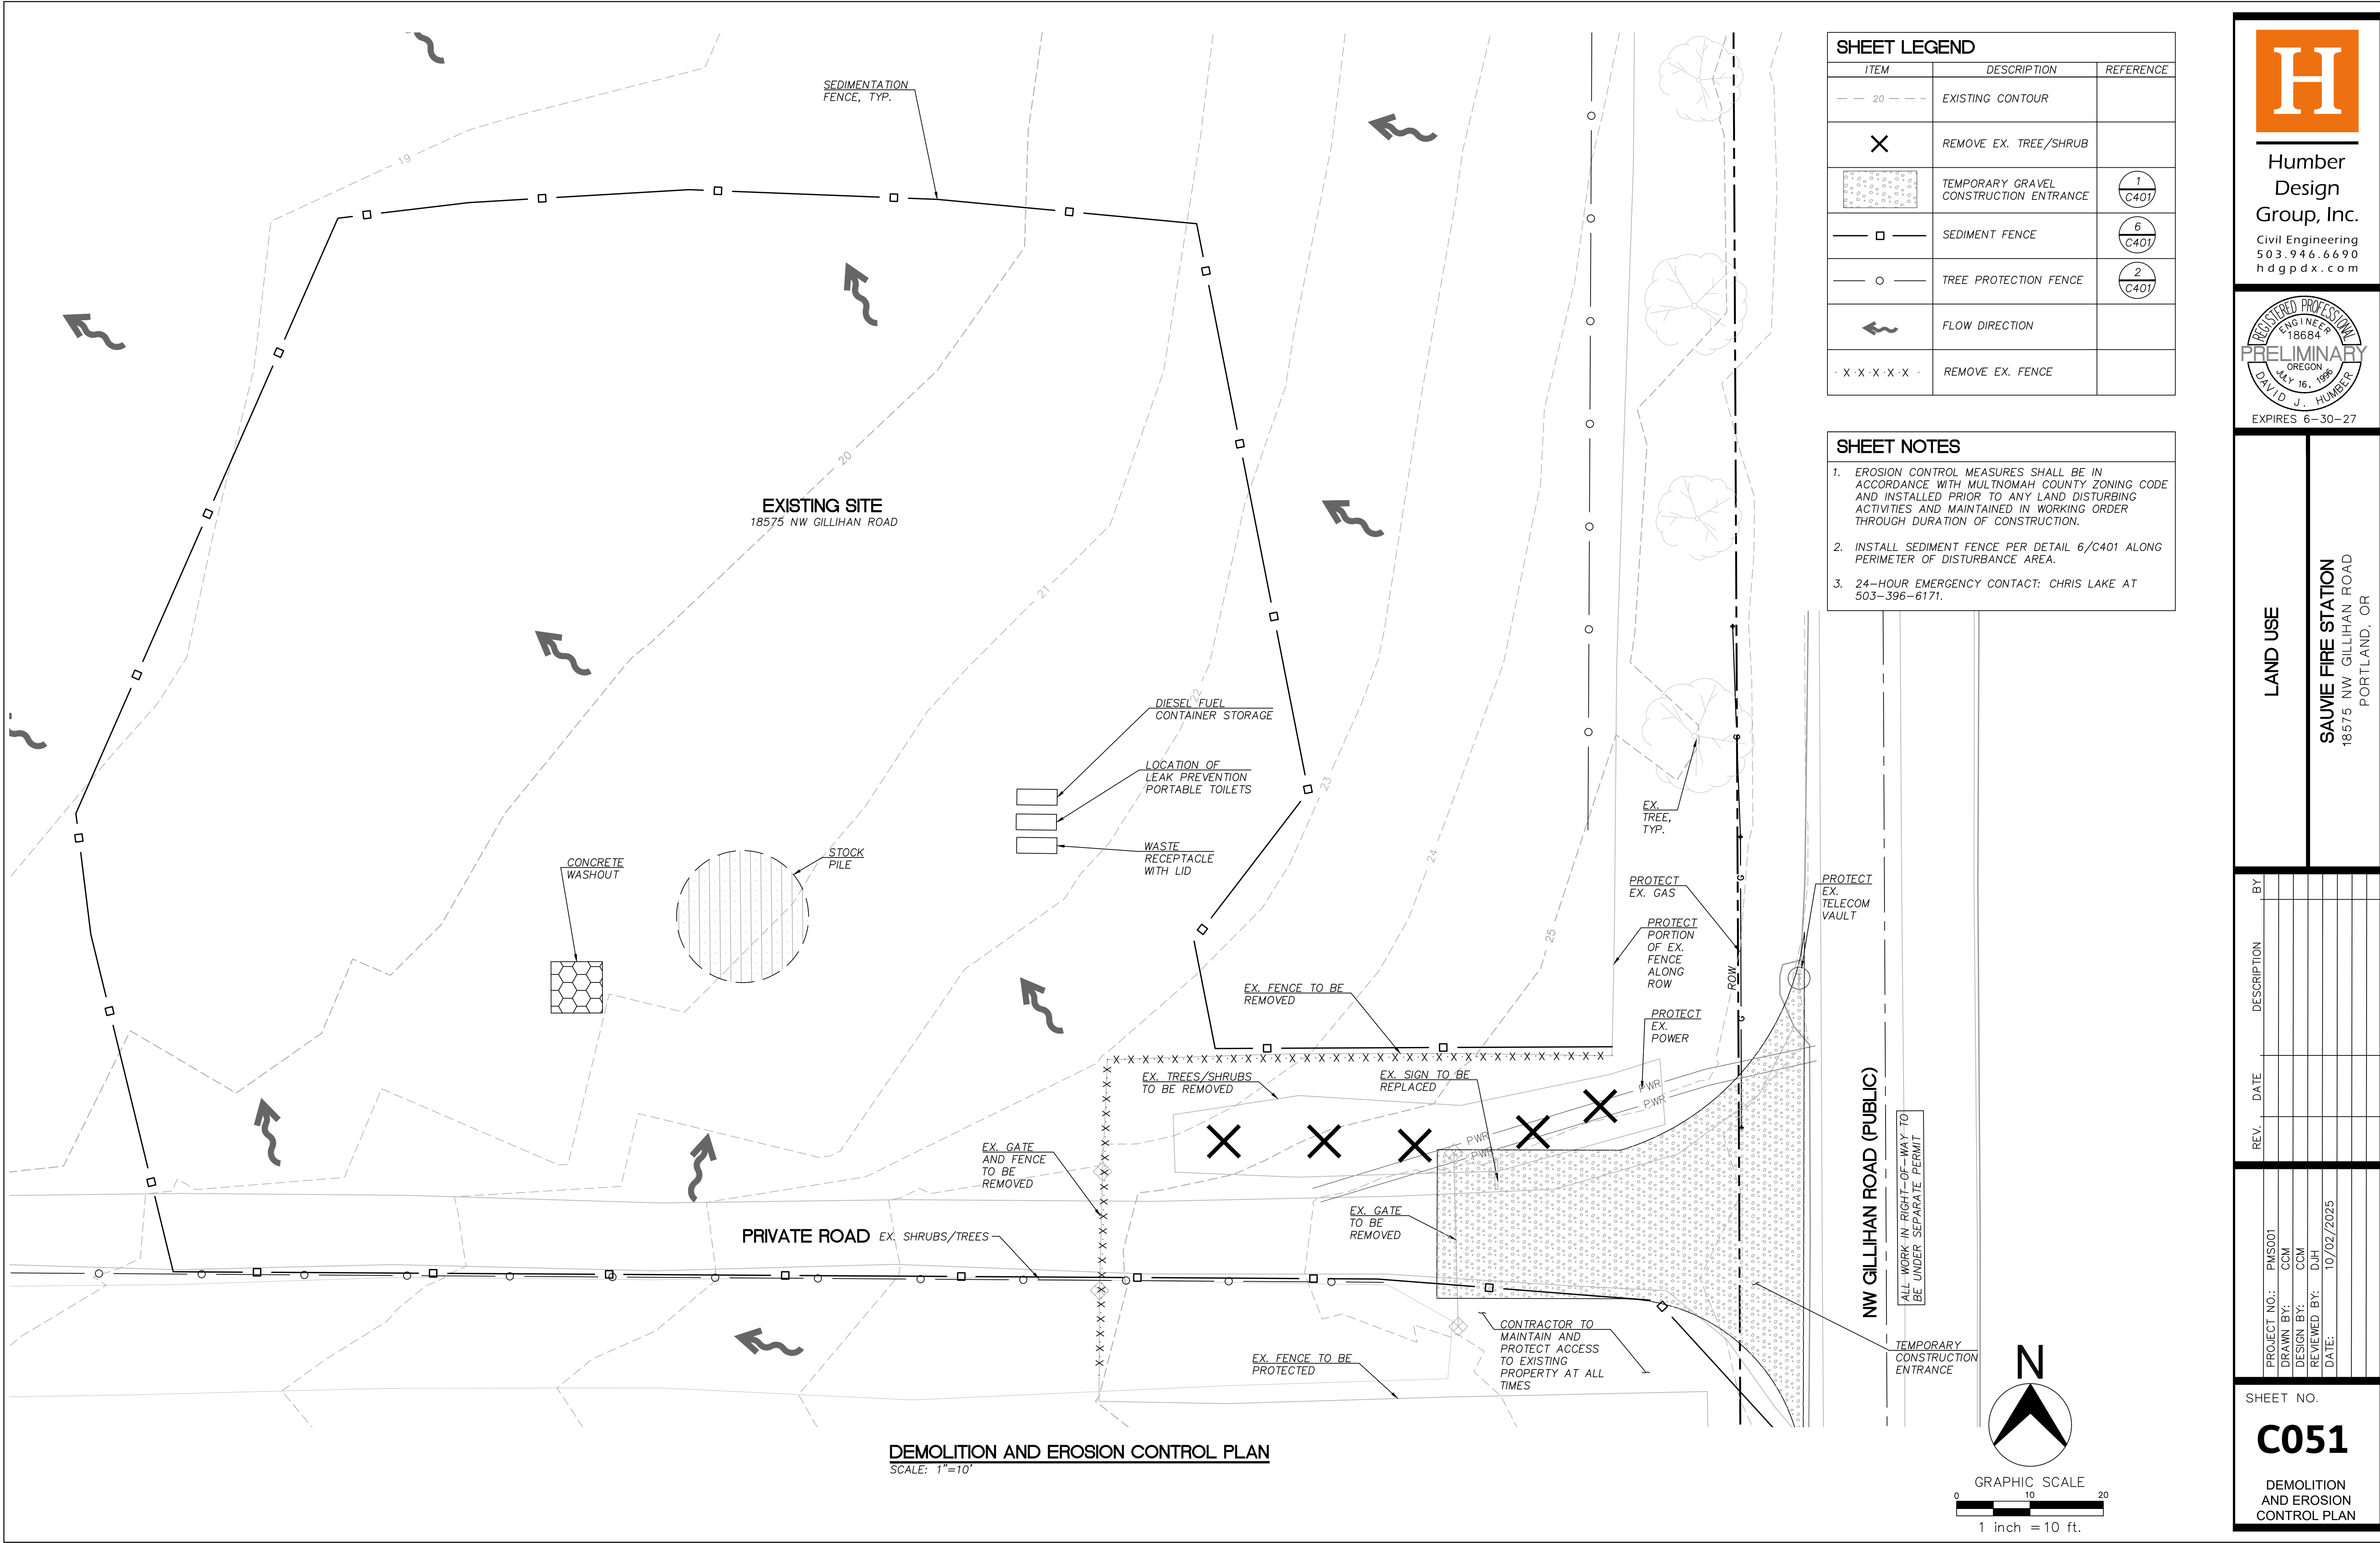 SEDIMENTATION
FENCE, TYP.
19
20
21
22
23
24
25
EXISTING SITE
18575 NW GILLIHAN ROAD
DIESEL FUEL
CONTAINER STORAGE
LOCATION OF
LEAK PREVENTION
PORTABLE TOILETS
WASTE
RECEPTACLE
WITH LID
STOCK
PILE
CONCRETE
WASHOUT
EX.
TREE,
TYP.
PROTECT
EX. GAS
PROTECT
EX.
TELECOM
VAULT
PROTECT
PORTION
OF EX.
FENCE
ALONG
ROW
ROW
G
G
G
PROTECT
EX.
POWER
EX. FENCE TO BE
REMOVED
EX. TREES/SHRUBS
TO BE REMOVED
EX. SIGN TO BE
REPLACED
PWR
PWR
PWR
PWR
EX. GATE
AND FENCE
TO BE
REMOVED
EX. GATE
TO BE
REMOVED
PRIVATE ROAD
EX. SHRUBS/TREES
EX. FENCE TO BE
PROTECTED
CONTRACTOR TO
MAINTAIN AND
PROTECT ACCESS
TO EXISTING
PROPERTY AT ALL
TIMES
TEMPORARY
CONSTRUCTION
ENTRANCE
NW GILLIHAN ROAD (PUBLIC)
ALL WORK IN RIGHT-OF-WAY TO
BE UNDER SEPARATE PERMIT
DEMOLITION AND EROSION CONTROL PLAN
SCALE: 1"=10'
N
GRAPHIC SCALE
0 10 20
1 inch = 10 ft.
SHEET LEGEND
ITEM DESCRIPTION REFERENCE
20 EXISTING CONTOUR
REMOVE EX. TREE/SHRUB
TEMPORARY GRAVEL
CONSTRUCTION ENTRANCE
1
C401
SEDIMENT FENCE
6
C401
TREE PROTECTION FENCE
2
C401
FLOW DIRECTION
X X X X X REMOVE EX. FENCE
SHEET NOTES
1. EROSION CONTROL MEASURES SHALL BE IN
ACCORDANCE WITH MULTNOMAH COUNTY ZONING CODE
AND INSTALLED PRIOR TO ANY LAND DISTURBING
ACTIVITIES AND MAINTAINED IN WORKING ORDER
THROUGH DURATION OF CONSTRUCTION.
2. INSTALL SEDIMENT FENCE PER DETAIL 6/C401 ALONG
PERIMETER OF DISTURBANCE AREA.
3. 24-HOUR EMERGENCY CONTACT: CHRIS LAKE AT
503-396-6171.
H
Humber
Design
Group, Inc.
Civil Engineering
503.946.6690
hdgpdx.com
REGISTERED PROFESSIONAL
ENGINEER
18684
PRELIMINARY
OREGON
JULY 16, 1996
DAVID J. HUMBER
EXPIRES 6-30-27
LAND USE
SAUVIE FIRE STATION
18575 NW GILLIHAN ROAD
PORTLAND, OR
REV. DATE DESCRIPTION BY
PROJECT NO.: PMS001
DRAWN BY: CCM
DESIGN BY: CCM
REVIEWED BY: DJH
DATE: 10/02/2025
SHEET NO.
C051
DEMOLITION
AND EROSION
CONTROL PLAN